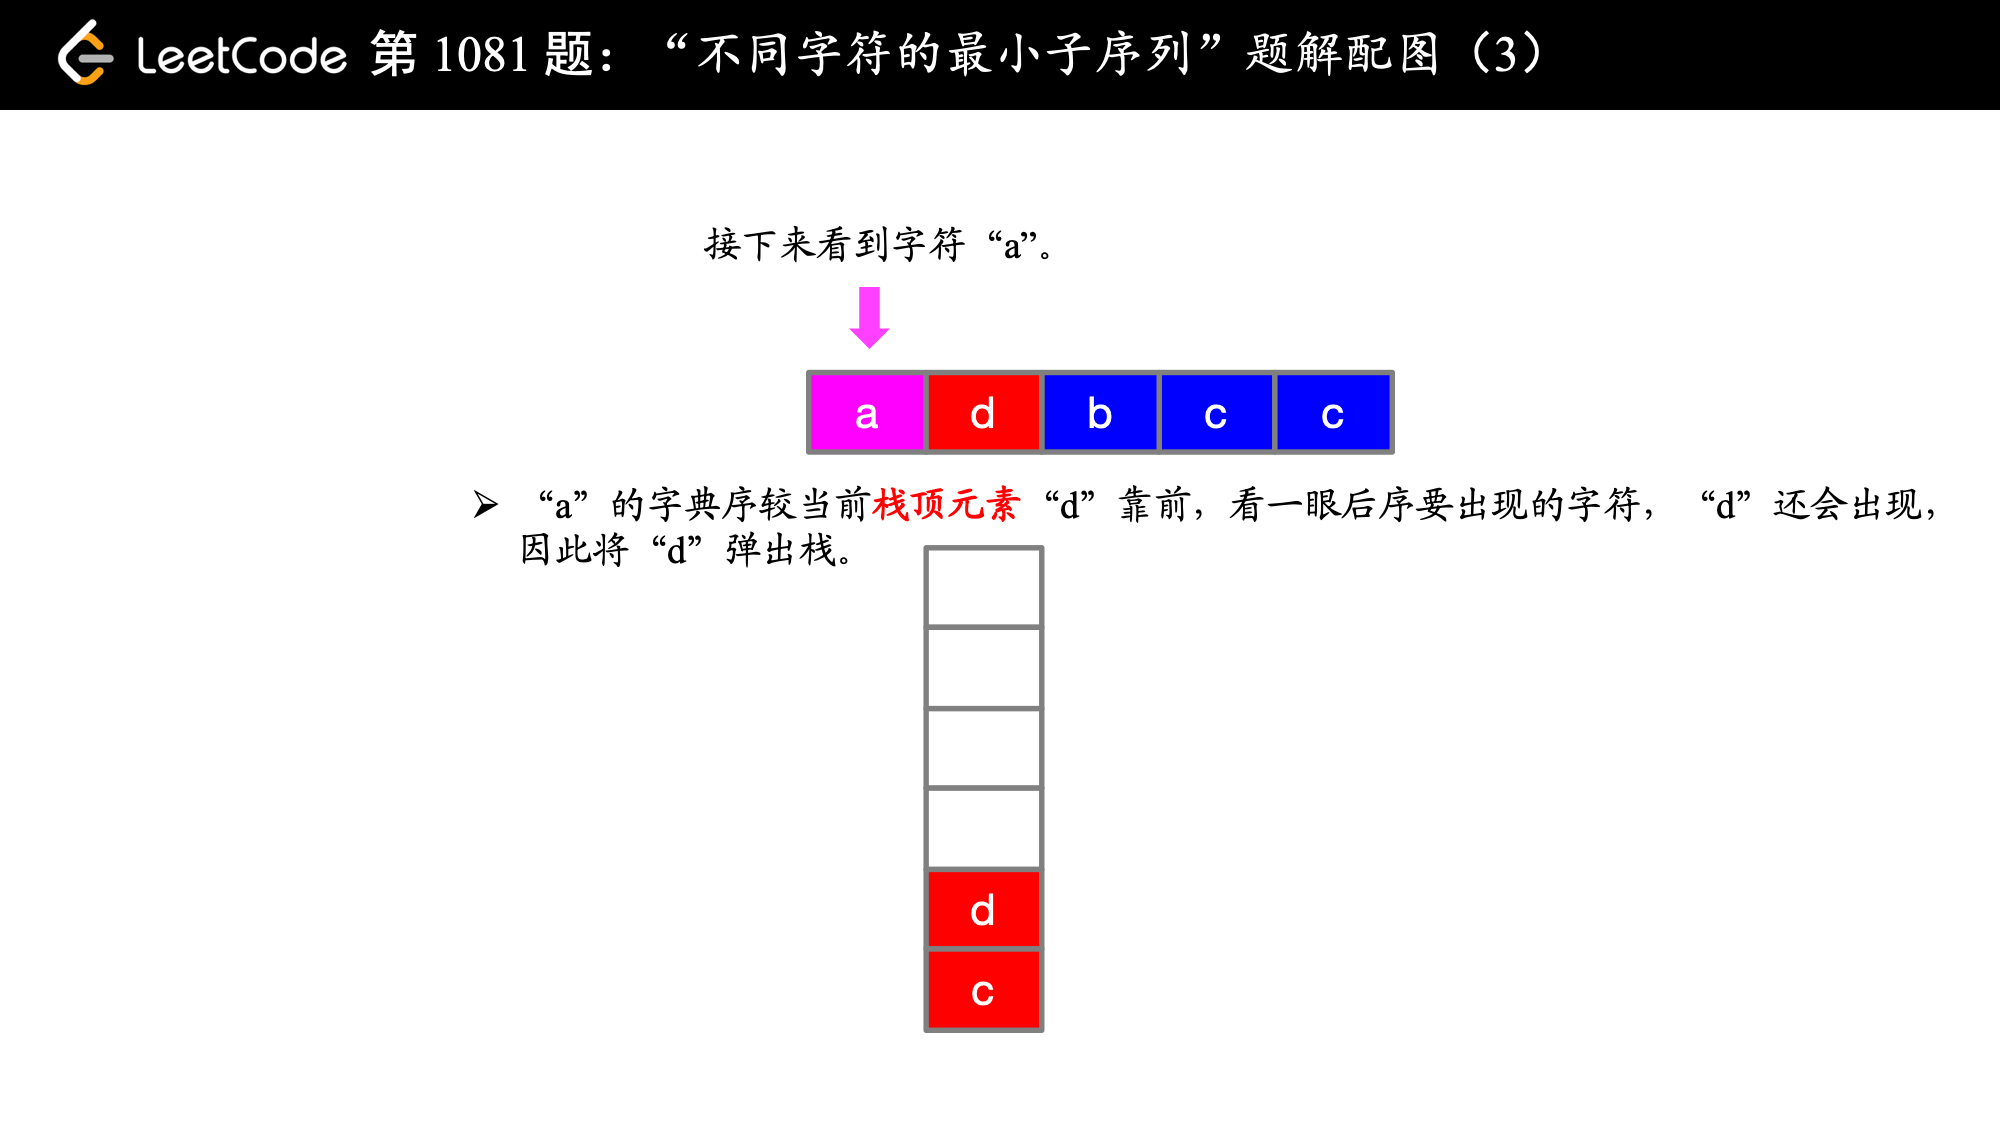 LeetCode 第 1081 题：“不同字符的最小子序列”题解配图（3）
接下来看到字符“a”。
a d b c c
➢ “a”的字典序较当前栈顶元素“d”靠前，看一眼后序要出现的字符，“d”还会出现，
因此将“d”弹出栈。
d
c